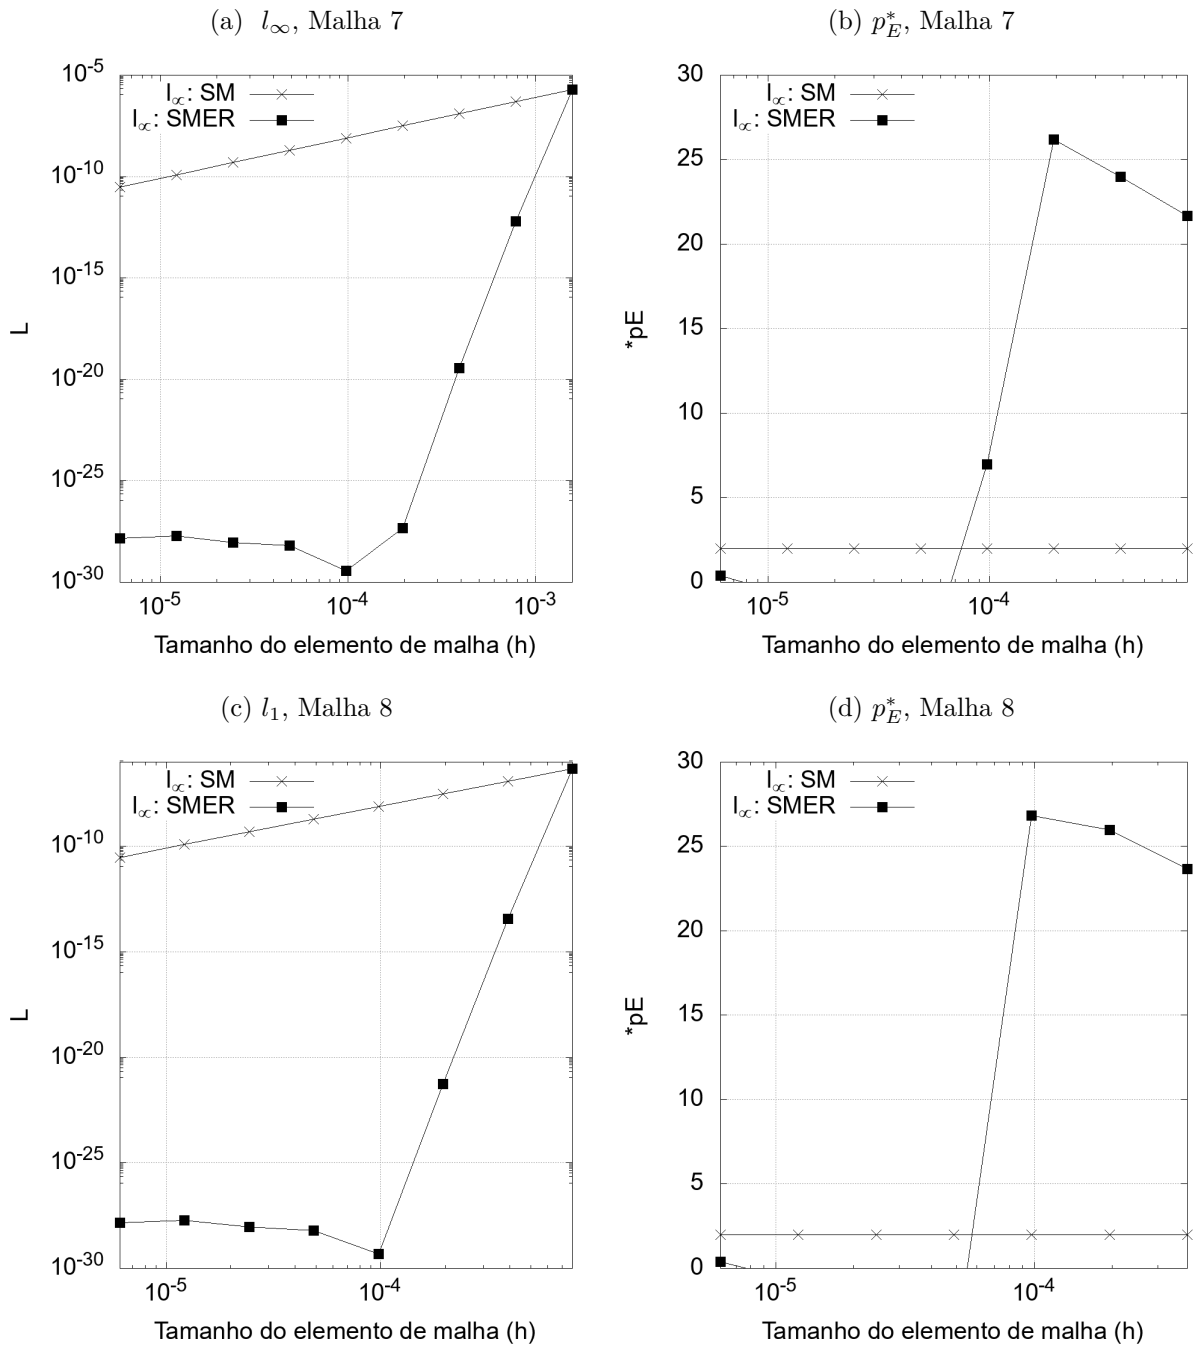 (a) l∞, Malha 7
10⁻⁵
10⁻¹⁰
10⁻¹⁵
10⁻²⁰
10⁻²⁵
10⁻³⁰
L
l∞: SM
l∞: SMER
10⁻⁵ 10⁻⁴ 10⁻³
Tamanho do elemento de malha (h)
(b) p*E, Malha 7
30
25
20
15
10
5
0
*pE
l∞: SM
l∞: SMER
10⁻⁵ 10⁻⁴
Tamanho do elemento de malha (h)
(c) l₁, Malha 8
10⁻¹⁰
10⁻¹⁵
10⁻²⁰
10⁻²⁵
10⁻³⁰
L
l∞: SM
l∞: SMER
10⁻⁵ 10⁻⁴
Tamanho do elemento de malha (h)
(d) p*E, Malha 8
30
25
20
15
10
5
0
*pE
l∞: SM
l∞: SMER
10⁻⁵ 10⁻⁴
Tamanho do elemento de malha (h)